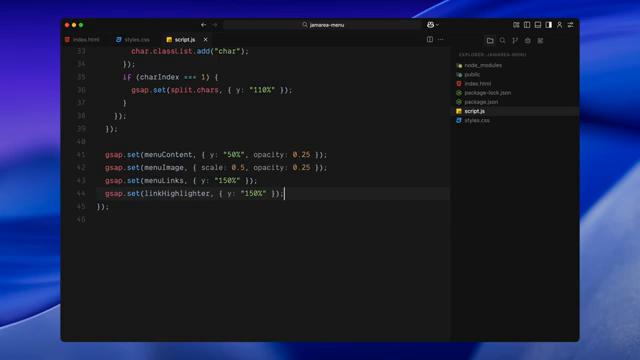 jamarea-menu
index.html
styles.css
script.js
EXPLORER: JAMAREA-MENU
node_modules
public
index.html
package-lock.json
package.json
script.js
styles.css
33 char.classList.add("char");
34 });
35 if (charIndex === 1) {
36 gsap.set(split.chars, { y: "110%" });
37 }
38 });
39 });
40
41 gsap.set(menuContent, { y: "50%", opacity: 0.25 });
42 gsap.set(menuImage, { scale: 0.5, opacity: 0.25 });
43 gsap.set(menuLinks, { y: "150%" });
44 gsap.set(linkHighlighter, { y: "150%" });
45 });
46